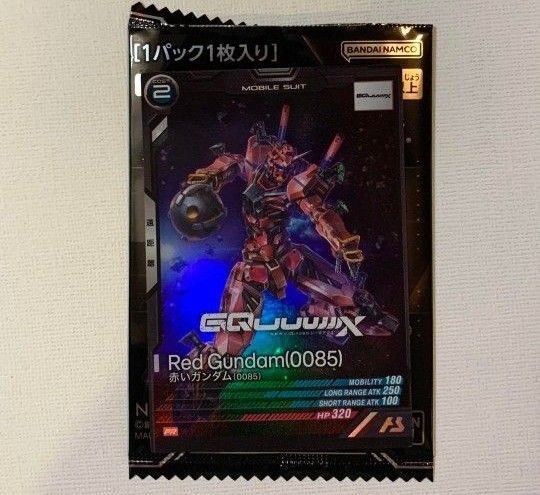 [1パック1枚入り]
BANDAI NAMCO
じょう
以上
COST
2
MOBILE SUIT
GQuuuuuuX
遠距離
GQuuuuuuX
Red Gundam(0085)
赤いガンダム(0085)
MOBILITY 180
LONG RANGE ATK 250
SHORT RANGE ATK 100
HP 320
PR